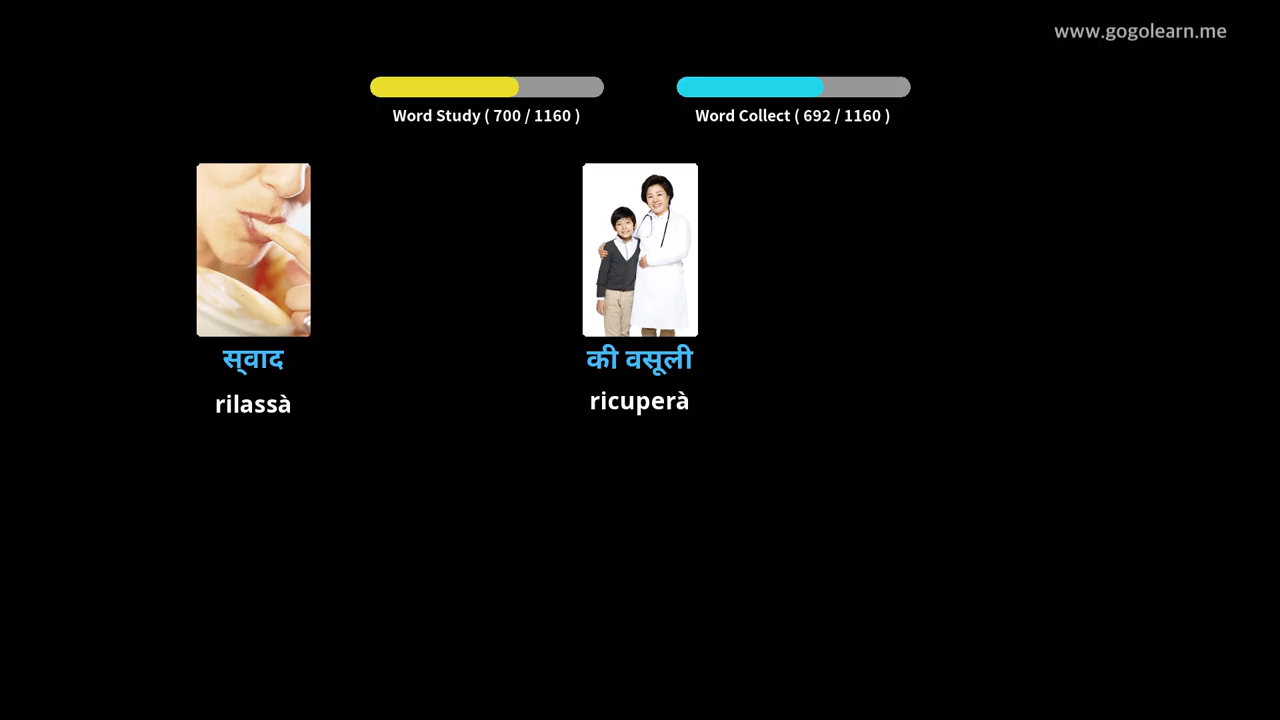 www.gogolearn.me
Word Study ( 700 / 1160 )
Word Collect ( 692 / 1160 )
स्‌वाद
की वसूली
rilassà
ricuperà